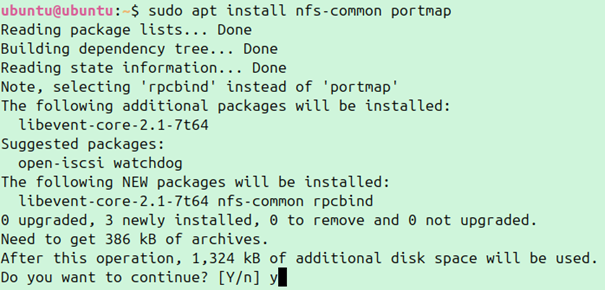 ubuntu@ubuntu:~$ sudo apt install nfs-common portmap
Reading package lists... Done
Building dependency tree... Done
Reading state information... Done
Note, selecting 'rpcbind' instead of 'portmap'
The following additional packages will be installed:
  libevent-core-2.1-7t64
Suggested packages:
  open-iscsi watchdog
The following NEW packages will be installed:
  libevent-core-2.1-7t64 nfs-common rpcbind
0 upgraded, 3 newly installed, 0 to remove and 0 not upgraded.
Need to get 386 kB of archives.
After this operation, 1,324 kB of additional disk space will be used.
Do you want to continue? [Y/n] y